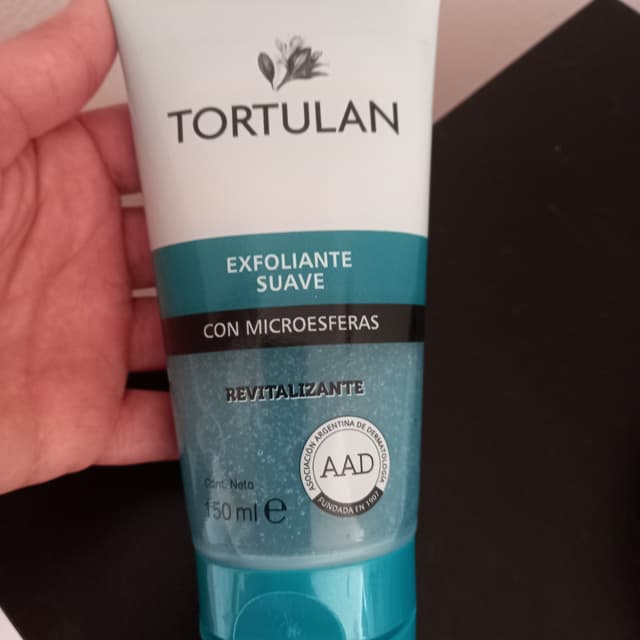 TORTULAN
EXFOLIANTE
SUAVE
CON MICROESFERAS
REVITALIZANTE
ASOCIACIÓN ARGENTINA DE DERMATOLOGÍA
AAD
FUNDADA EN 1907
Cont. Neto
150 ml ℮